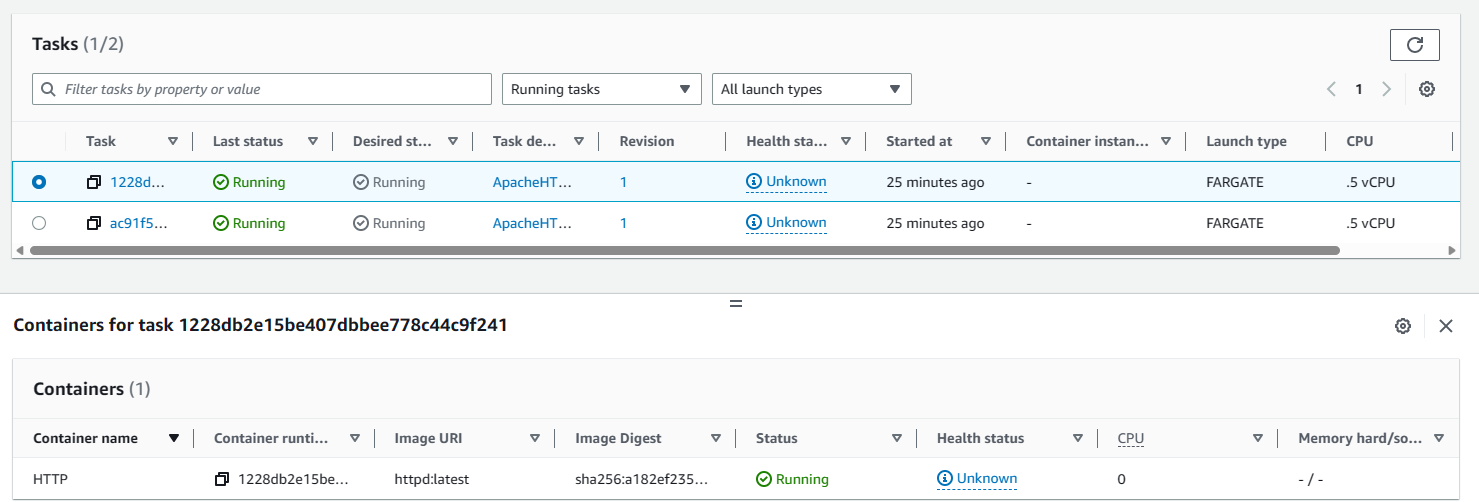 Tasks (1/2)
Filter tasks by property or value Running tasks All launch types 1
Task Last status Desired st... Task de... Revision Health sta... Started at Container instan... Launch type CPU
1228d... Running Running ApacheHT... 1 Unknown 25 minutes ago - FARGATE .5 vCPU
ac91f5... Running Running ApacheHT... 1 Unknown 25 minutes ago - FARGATE .5 vCPU
Containers for task 1228db2e15be407dbbee778c44c9f241
Containers (1)
Container name Container runti... Image URI Image Digest Status Health status CPU Memory hard/so...
HTTP 1228db2e15be... httpd:latest sha256:a182ef235... Running Unknown 0 - / -